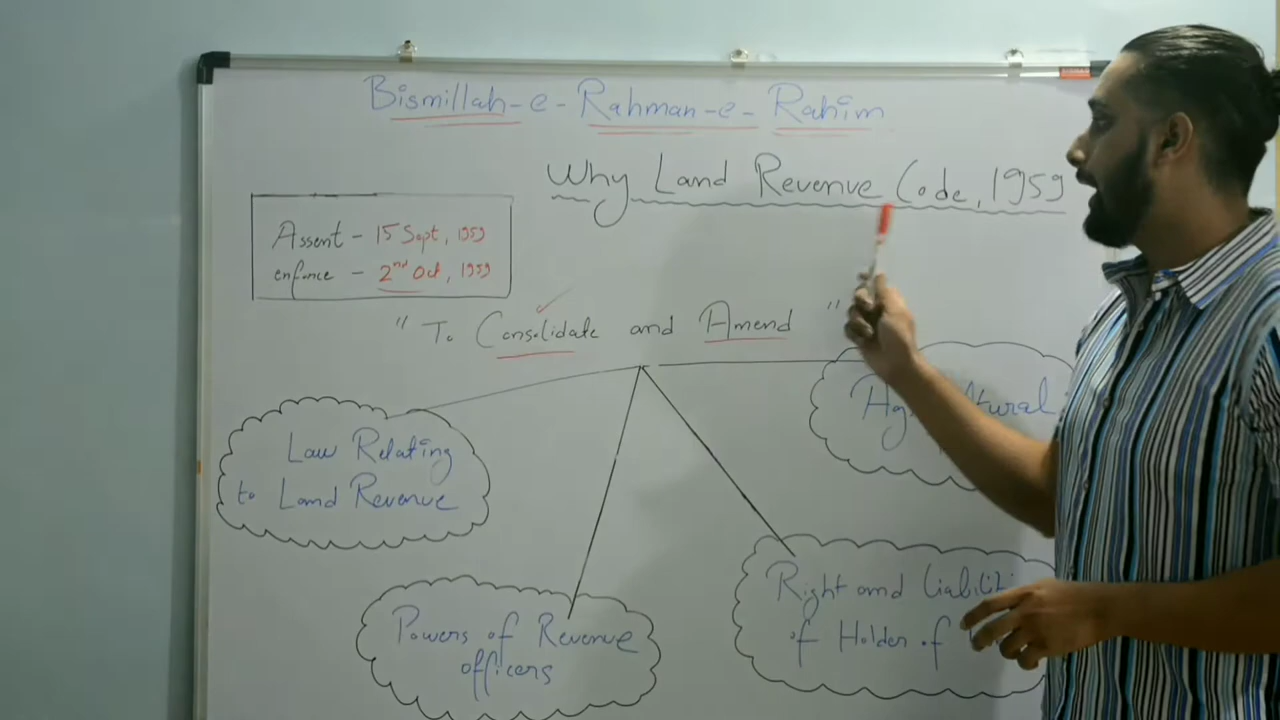 Bismillah-e-Rahman-e-Rahim
Why Land Revenue Code, 1959
Assent - 15 Sept, 1959
enforce - 2nd Oct, 1959
" To Consolidate and Amend "
Law Relating
to Land Revenue
Powers of Revenue
officers
Right and
of Holder of